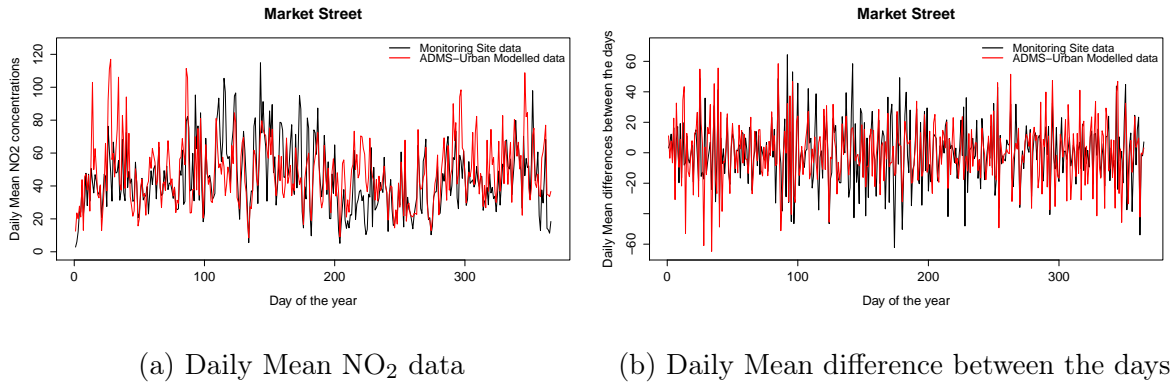 Market Street
Daily Mean NO2 concentrations
120
100
80
60
40
20
0
Monitoring Site data
ADMS−Urban Modelled data
0
100
200
300
Day of the year
(a) Daily Mean NO₂ data
Market Street
Daily Mean differences between the days
60
40
20
0
−20
−60
Monitoring Site data
ADMS−Urban Modelled data
0
100
200
300
Day of the year
(b) Daily Mean difference between the days